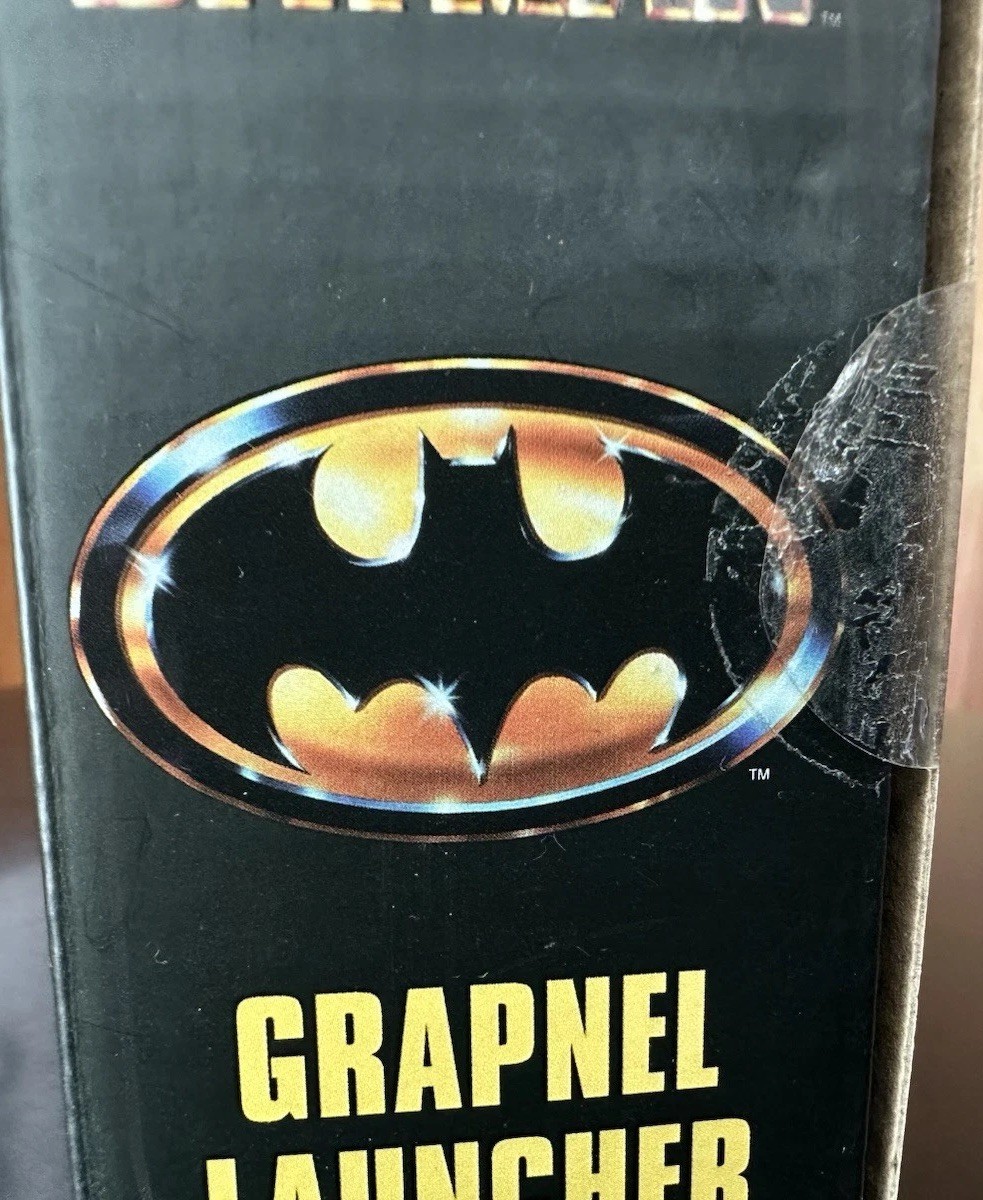 ™
TM
GRAPNEL
LAUNCHER